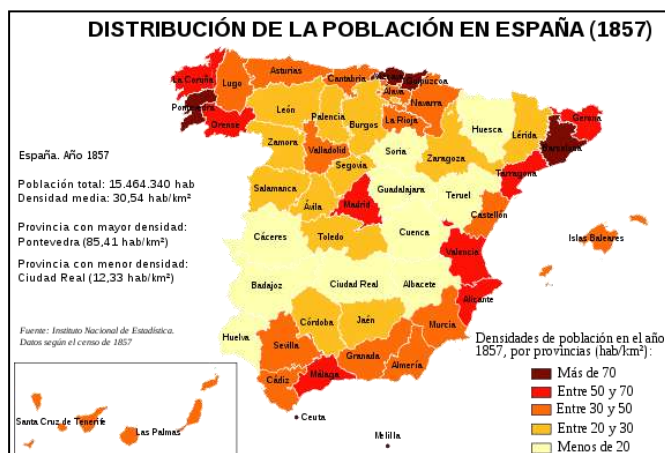 DISTRIBUCIÓN DE LA POBLACIÓN EN ESPAÑA (1857)
La Coruña
Lugo
Asturias
Cantabria
Guipuzcoa
Pontevedra
Orense
León
Palencia
Burgos
Alava
Navarra
La Rioja
Huesca
Lérida
Gerona
Barcelona
Zamora
Valladolid
Soria
Zaragoza
Tarragona
Segovia
Salamanca
Ávila
Madrid
Guadalajara
Teruel
Castellón
Cáceres
Toledo
Cuenca
Valencia
Islas Baleares
Badajoz
Ciudad Real
Albacete
Alicante
Huelva
Córdoba
Jaén
Murcia
Sevilla
Granada
Almería
Cádiz
Málaga
Ceuta
Melilla
España. Año 1857
Población total: 15.464.340 hab
Densidad media: 30,54 hab/km²
Provincia con mayor densidad:
Pontevedra (85,41 hab/km²)
Provincia con menor densidad:
Ciudad Real (12,33 hab/km²)
Fuente: Instituto Nacional de Estadística.
Datos según el censo de 1857
Santa Cruz de Tenerife
Las Palmas
Densidades de población en el año
1857, por provincias (hab/km²):
Más de 70
Entre 50 y 70
Entre 30 y 50
Entre 20 y 30
Menos de 20